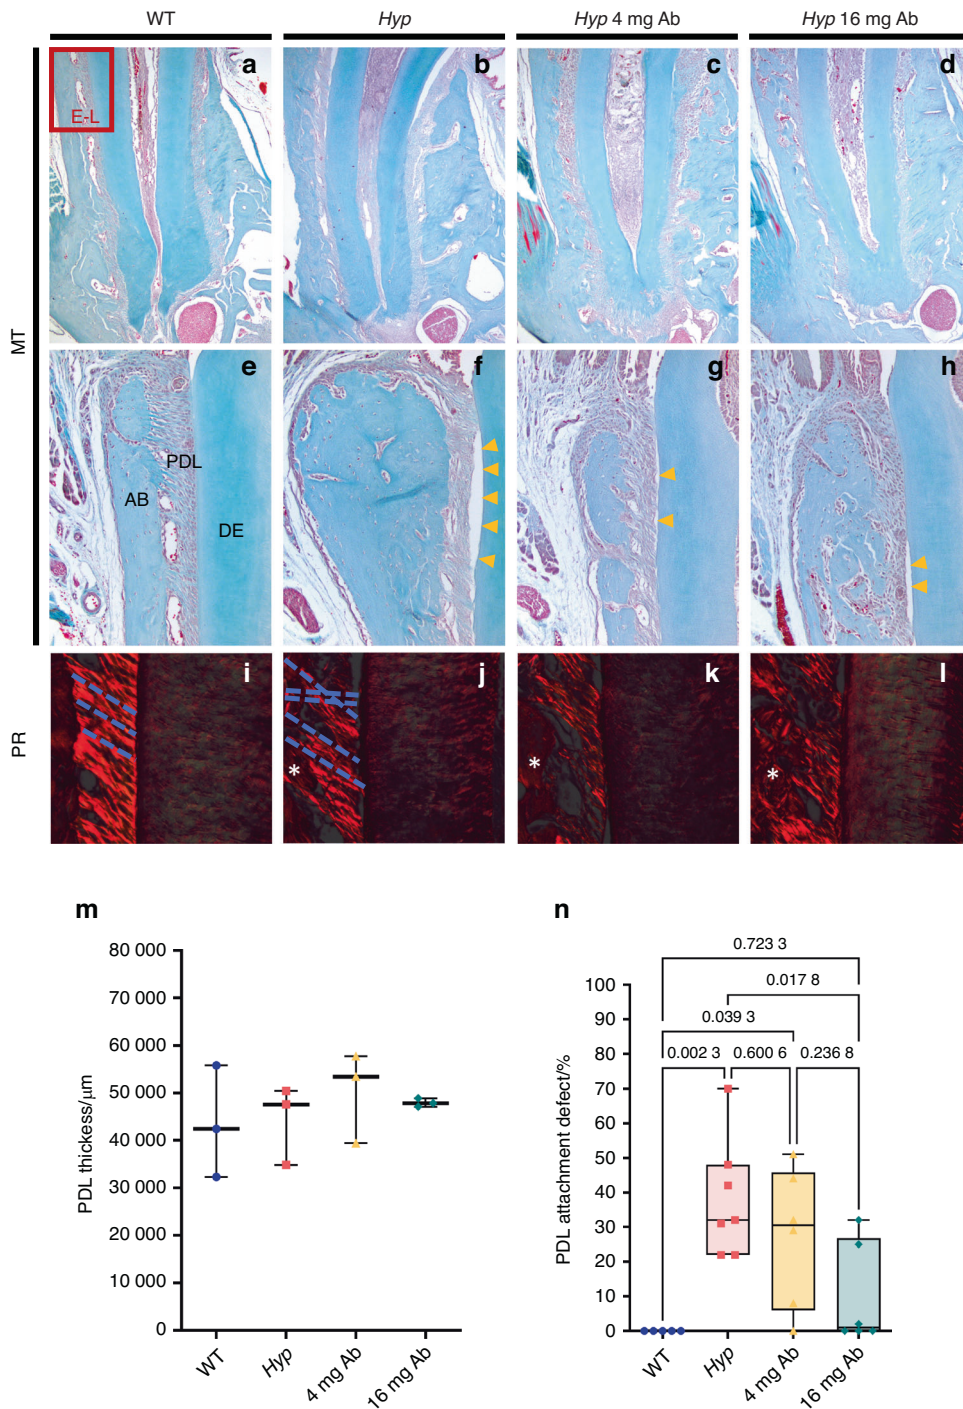 WT
Hyp
Hyp 4 mg Ab
Hyp 16 mg Ab
MT
a
b
c
d
E-L
e
f
g
h
PDL
AB
DE
PR
i
j
k
l
*
*
*
m
n
PDL thickess/μm
80 000
70 000
60 000
50 000
40 000
30 000
20 000
10 000
0
WT
Hyp
4 mg Ab
16 mg Ab
PDL attachment defect/%
100
90
80
70
60
50
40
30
20
10
0
0.723 3
0.017 8
0.039 3
0.002 3
0.600 6
0.236 8
WT
Hyp
4 mg Ab
16 mg Ab